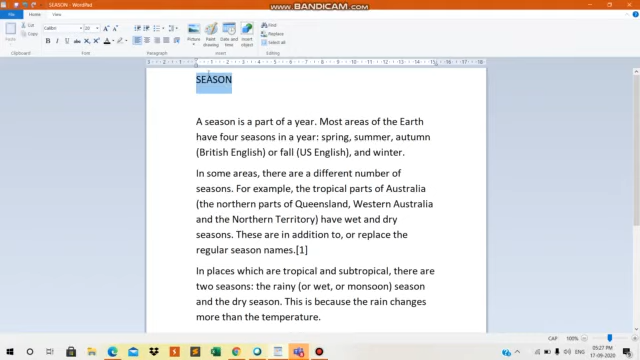 www.BANDICAM.com
SEASON - WordPad
File Home View
Cut
Copy
Paste
Clipboard
Calibri
Font
Paragraph
Picture
Paint drawing
Date and time
Insert object
Insert
Find
Replace
Select all
Editing
SEASON
A season is a part of a year. Most areas of the Earth
have four seasons in a year: spring, summer, autumn
(British English) or fall (US English), and winter.
In some areas, there are a different number of
seasons. For example, the tropical parts of Australia
(the northern parts of Queensland, Western Australia
and the Northern Territory) have wet and dry
seasons. These are in addition to, or replace the
regular season names.[1]
In places which are tropical and subtropical, there are
two seasons: the rainy (or wet, or monsoon) season
and the dry season. This is because the rain changes
more than the temperature.
CAP 100%
05:27 PM
17-09-2020